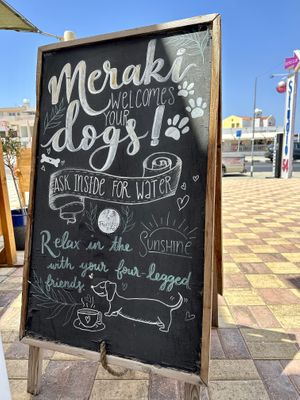 Meraki
WELCOMES
YOUR
dogs!
ASK INSIDE FOR WATER
Relax in the
SUNSHINE
with your four-legged
friends